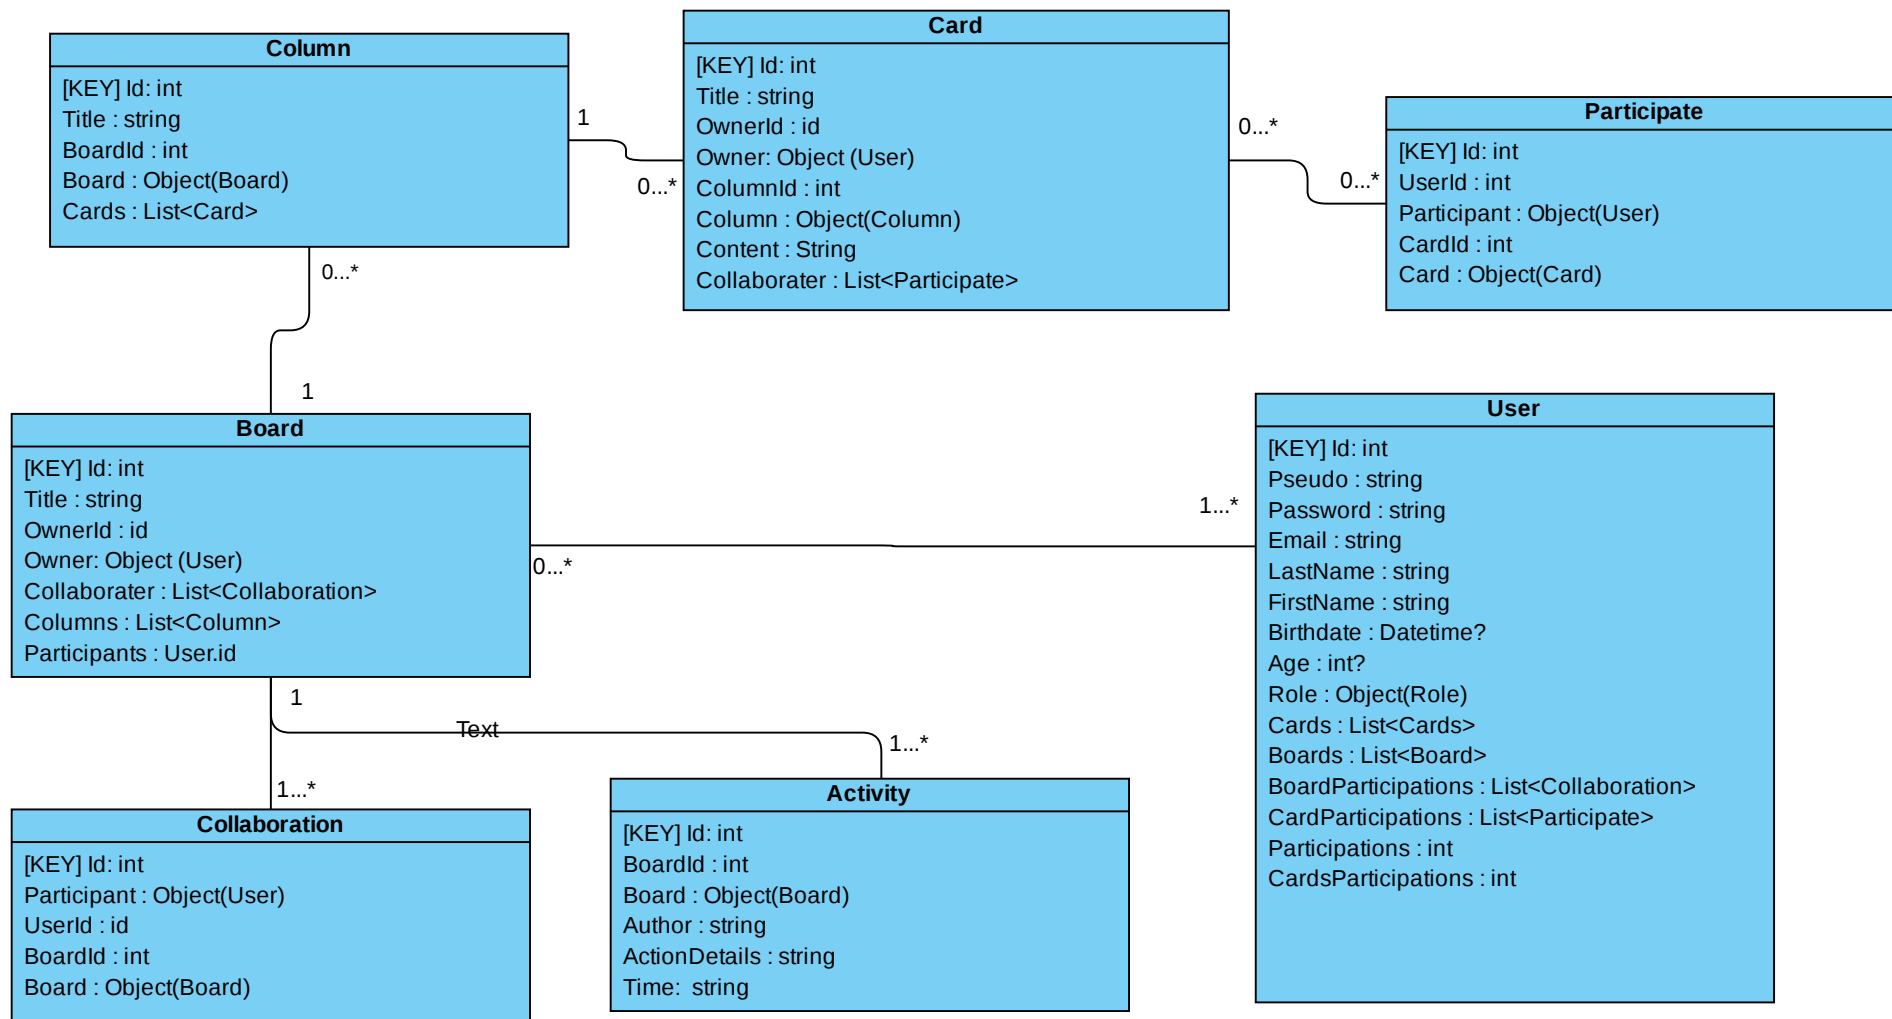 Column
[KEY] Id: int
Title : string
BoardId : int
Board : Object(Board)
Cards : List<Card>
1
0...*
Card
[KEY] Id: int
Title : string
OwnerId : id
Owner: Object (User)
ColumnId : int
Column : Object(Column)
Content : String
Collaborater : List<Participate>
0...*
0...*
Participate
[KEY] Id: int
UserId : int
Participant : Object(User)
CardId : int
Card : Object(Card)
0...*
1
Board
[KEY] Id: int
Title : string
OwnerId : id
Owner: Object (User)
Collaborater : List<Collaboration>
Columns : List<Column>
Participants : User.id
0...*
1...*
User
[KEY] Id: int
Pseudo : string
Password : string
Email : string
LastName : string
FirstName : string
Birthdate : Datetime?
Age : int?
Role : Object(Role)
Cards : List<Cards>
Boards : List<Board>
BoardParticipations : List<Collaboration>
CardParticipations : List<Participate>
Participations : int
CardsParticipations : int
1
Text
1...*
1...*
Collaboration
[KEY] Id: int
Participant : Object(User)
UserId : id
BoardId : int
Board : Object(Board)
Activity
[KEY] Id: int
BoardId : int
Board : Object(Board)
Author : string
ActionDetails : string
Time:  string